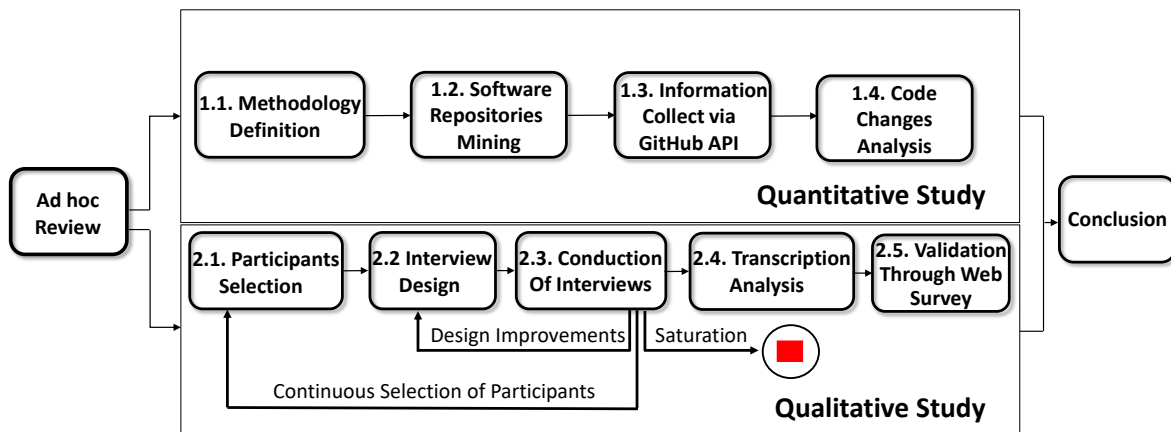 1.1. Methodology
Definition
1.2. Software
Repositories
Mining
1.3. Information
Collect via
GitHub API
1.4. Code
Changes
Analysis
Quantitative Study
Ad hoc
Review
Conclusion
2.1. Participants
Selection
2.2 Interview
Design
2.3. Conduction
Of Interviews
2.4. Transcription
Analysis
2.5. Validation
Through Web
Survey
Design Improvements
Saturation
Continuous Selection of Participants
Qualitative Study